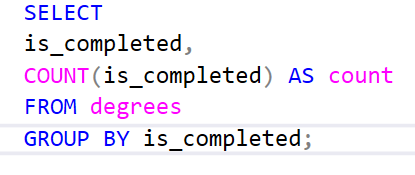 SELECT
is_completed,
COUNT(is_completed) AS count
FROM degrees
GROUP BY is_completed;